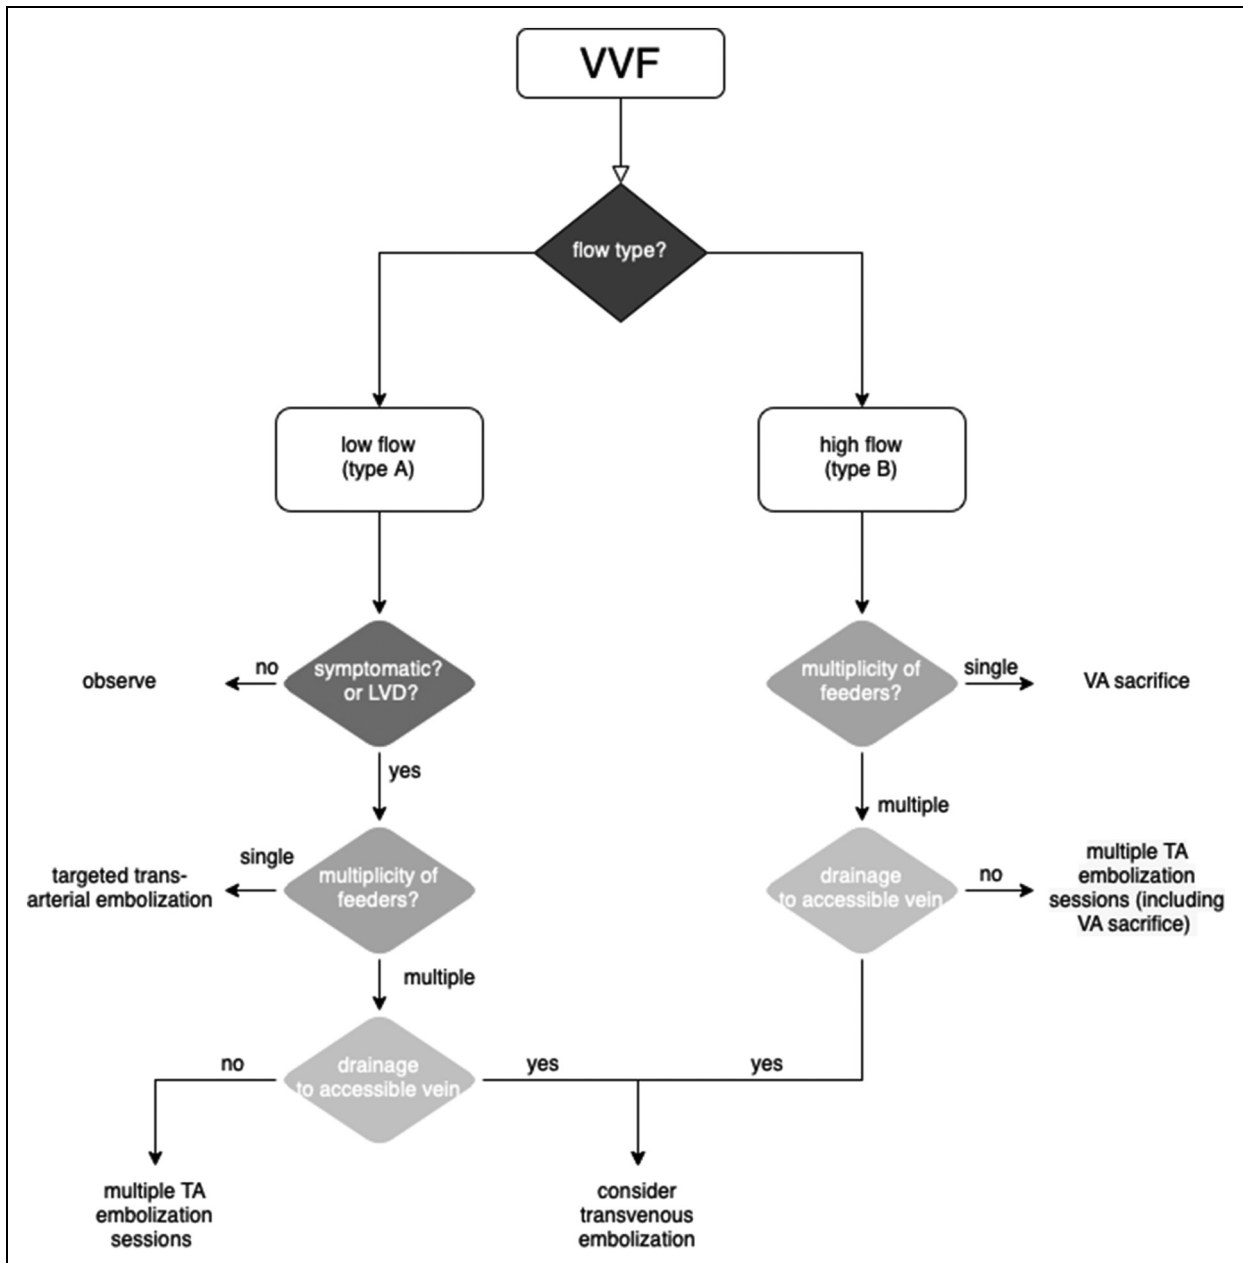 VVF
flow type?
low flow
(type A)
high flow
(type B)
symptomatic?
or LVD?
no
observe
yes
multiplicity of
feeders?
single
VA sacrifice
multiple
multiplicity of
feeders?
single
targeted trans-
arterial embolization
multiple
drainage
to accessible vein
no
multiple TA
embolization
sessions (including
VA sacrifice)
drainage
to accessible vein
no
yes
yes
multiple TA
embolization
sessions
consider
transvenous
embolization